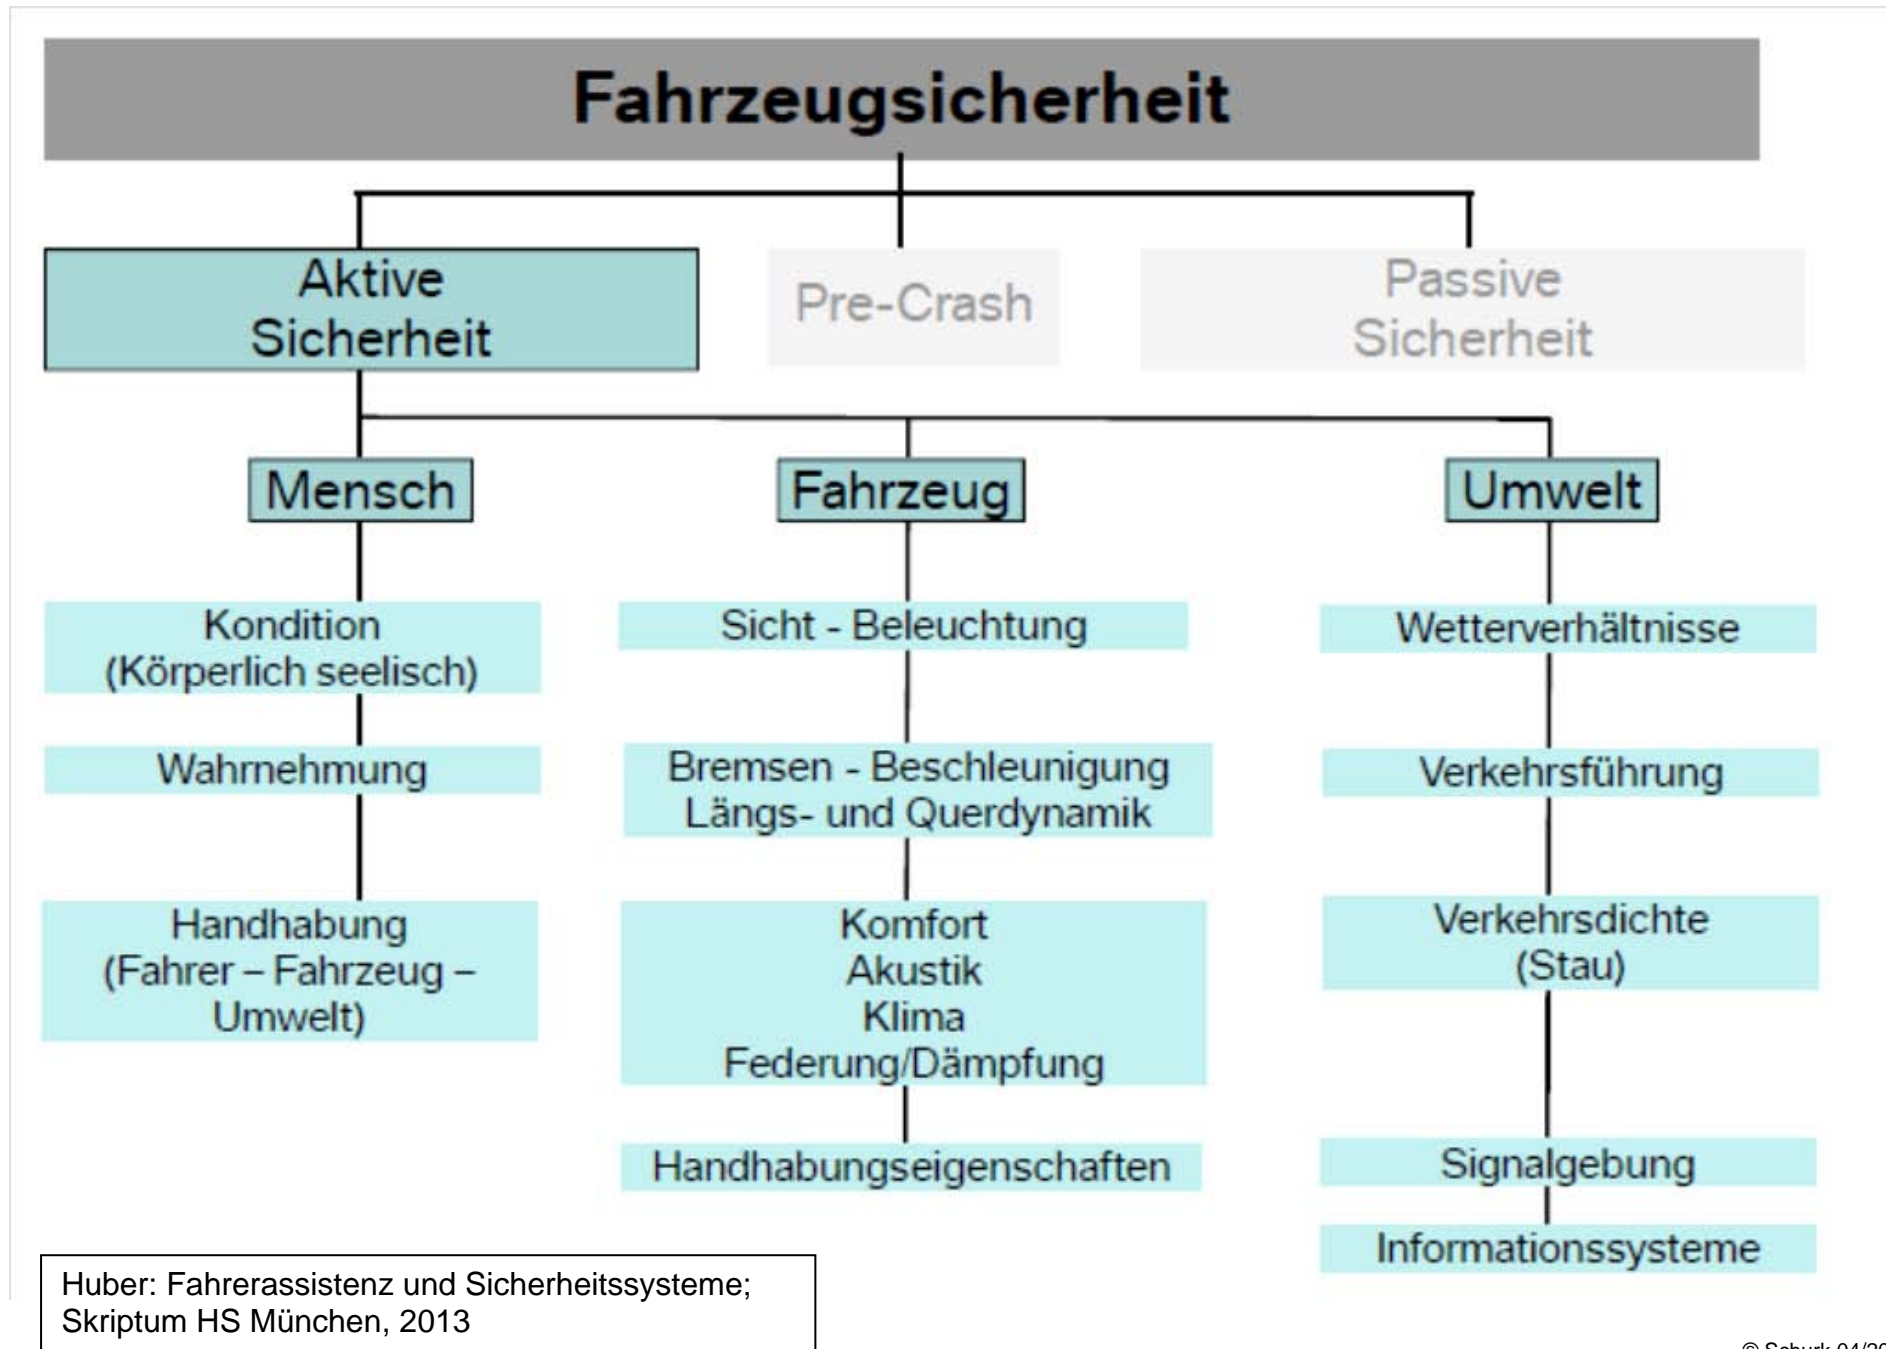 Fahrzeugsicherheit
Aktive
Sicherheit
Pre-Crash
Passive
Sicherheit
Mensch
Fahrzeug
Umwelt
Kondition
(Körperlich seelisch)
Wahrnehmung
Handhabung
(Fahrer – Fahrzeug –
Umwelt)
Sicht - Beleuchtung
Bremsen - Beschleunigung
Längs- und Querdynamik
Komfort
Akustik
Klima
Federung/Dämpfung
Handhabungseigenschaften
Wetterverhältnisse
Verkehrsführung
Verkehrsdichte
(Stau)
Signalgebung
Informationssysteme
Huber: Fahrerassistenz und Sicherheitssysteme;
Skriptum HS München, 2013